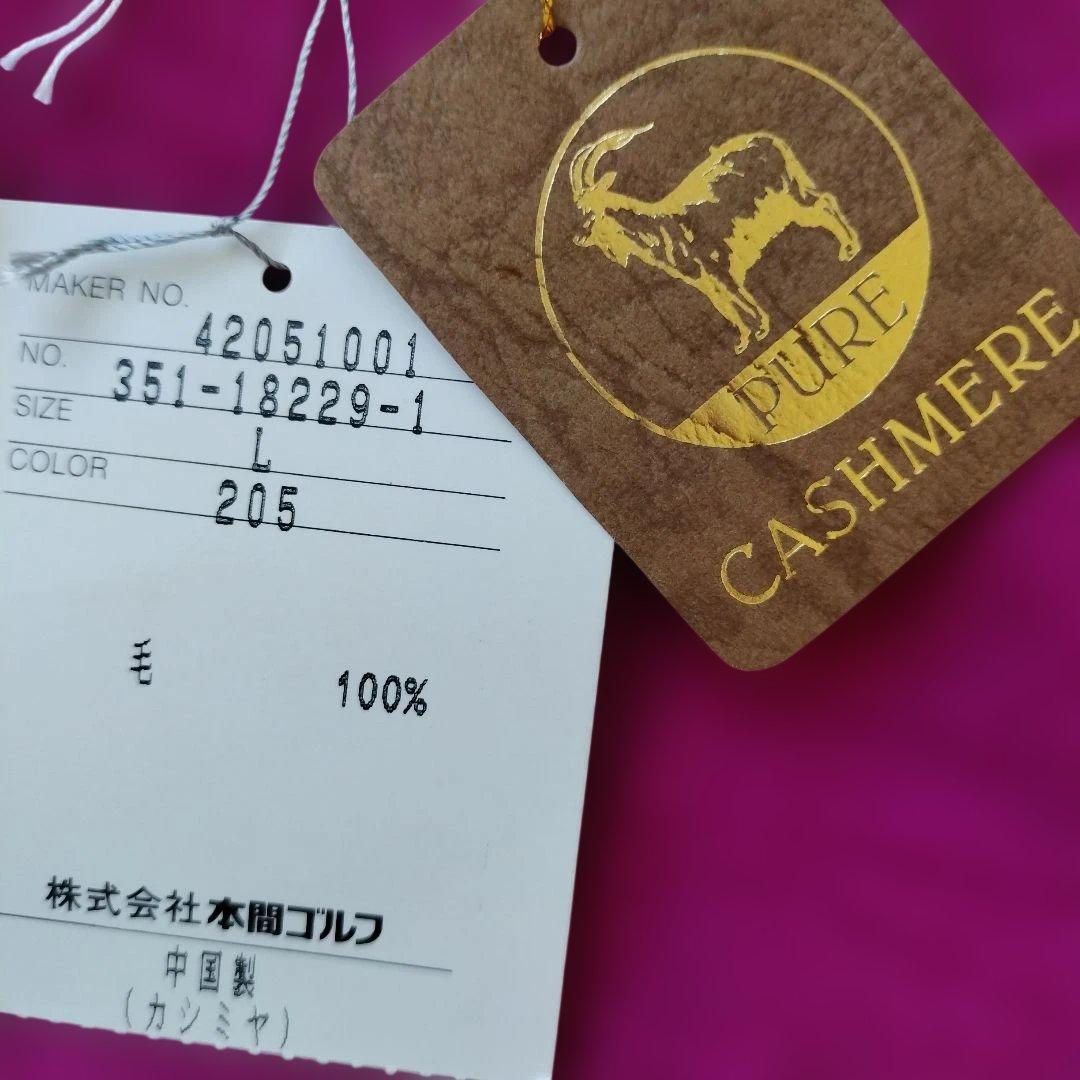 MAKER NO.
42051001
NO.
351-18229-1
SIZE
L
COLOR
205
毛 100%
株式会社本間ゴルフ
中国製
(カシミヤ)
PURE
CASHMERE